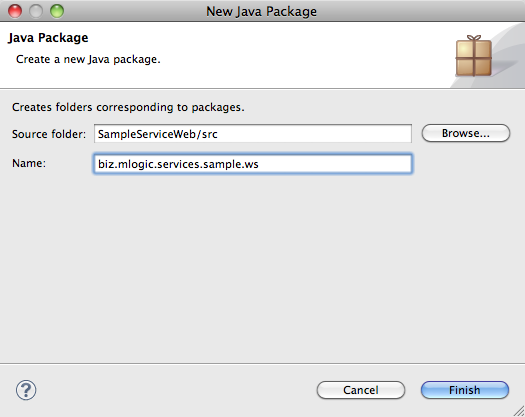 New Java Package
Java Package
Create a new Java package.
Creates folders corresponding to packages.
Source folder: SampleServiceWeb/src Browse...
Name: biz.mlogic.services.sample.ws
? Cancel Finish